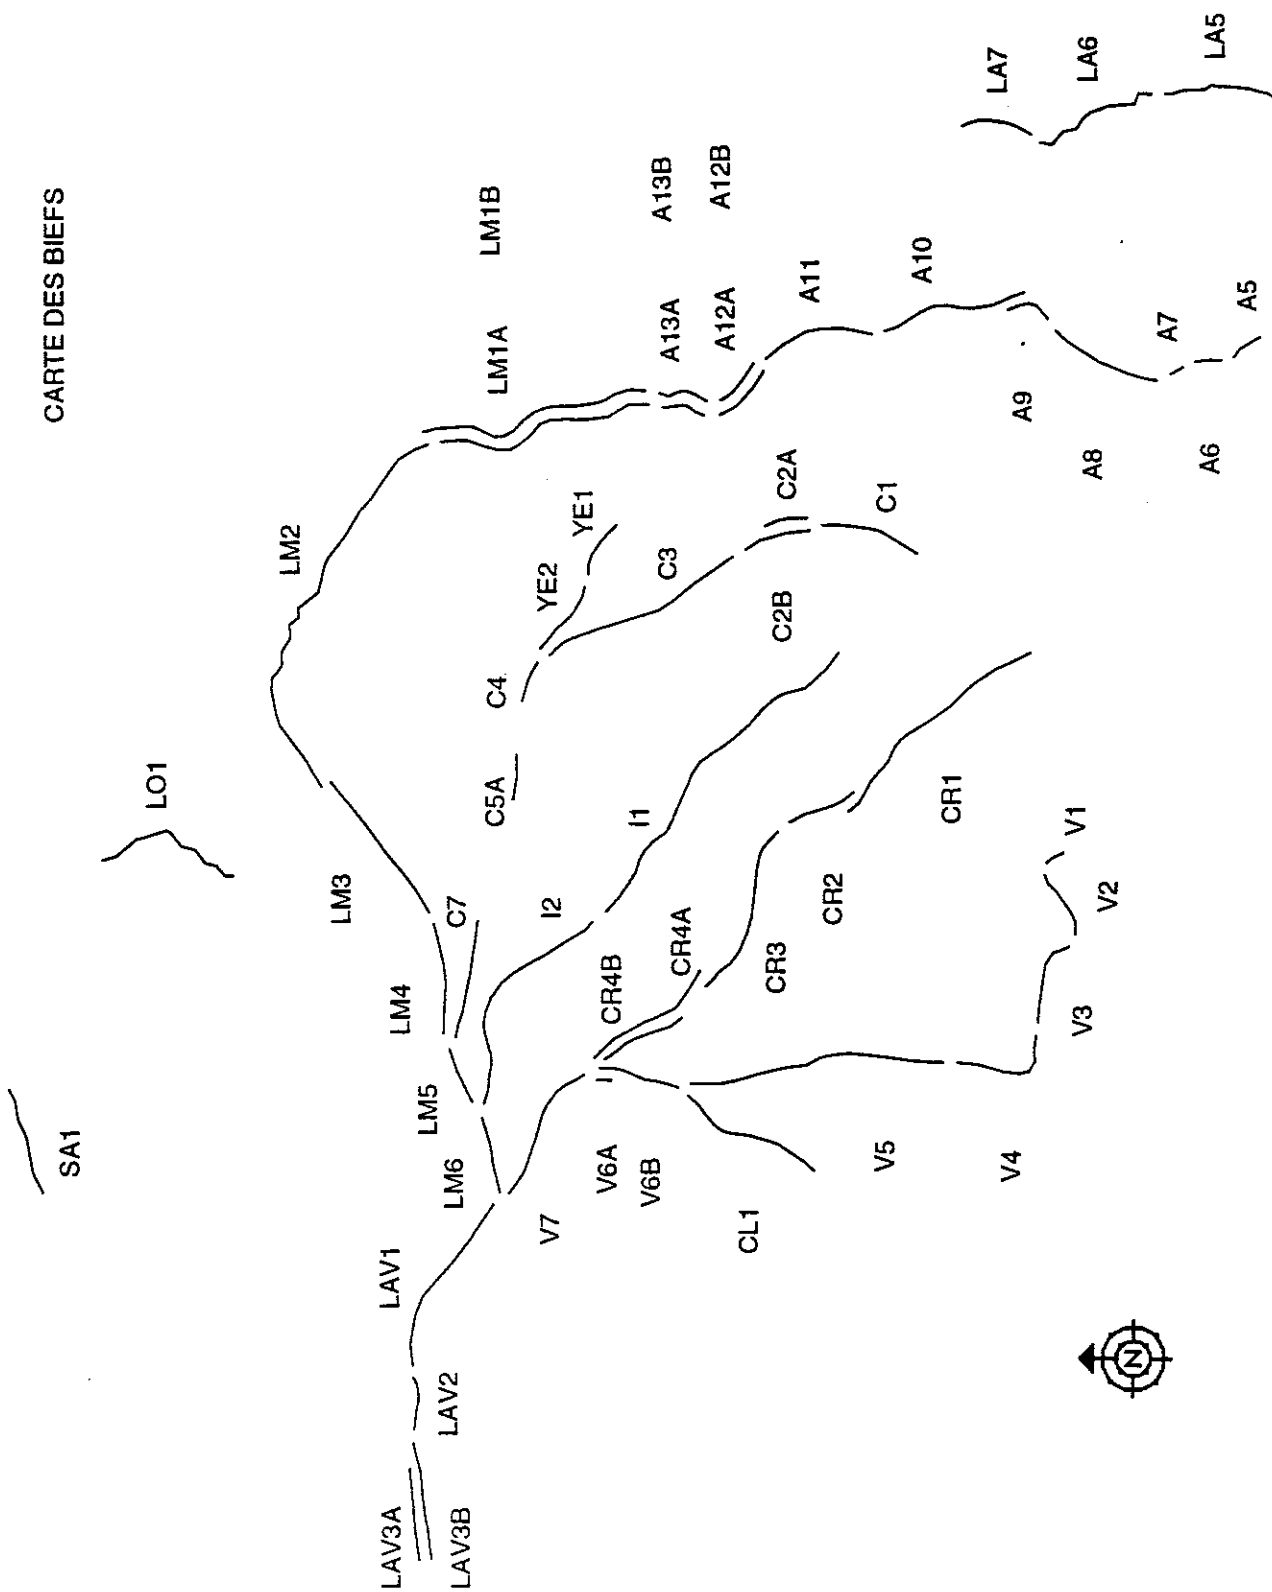 CARTE DES BIEFS
SA1
LO1
LM2
LM1A
LM1B
LM3
LM4
LM5
LM6
LAV1
LAV2
LAV3A
LAV3B
C7
C5A
C4
YE2
YE1
C3
C2A
C2B
C1
I2
I1
A13A
A13B
A12A
A12B
A11
A10
A9
A8
A7
A6
A5
LA7
LA6
LA5
CR4B
CR4A
CR3
CR2
CR1
V7
V6A
V6B
CL1
V5
V4
V3
V2
V1
N